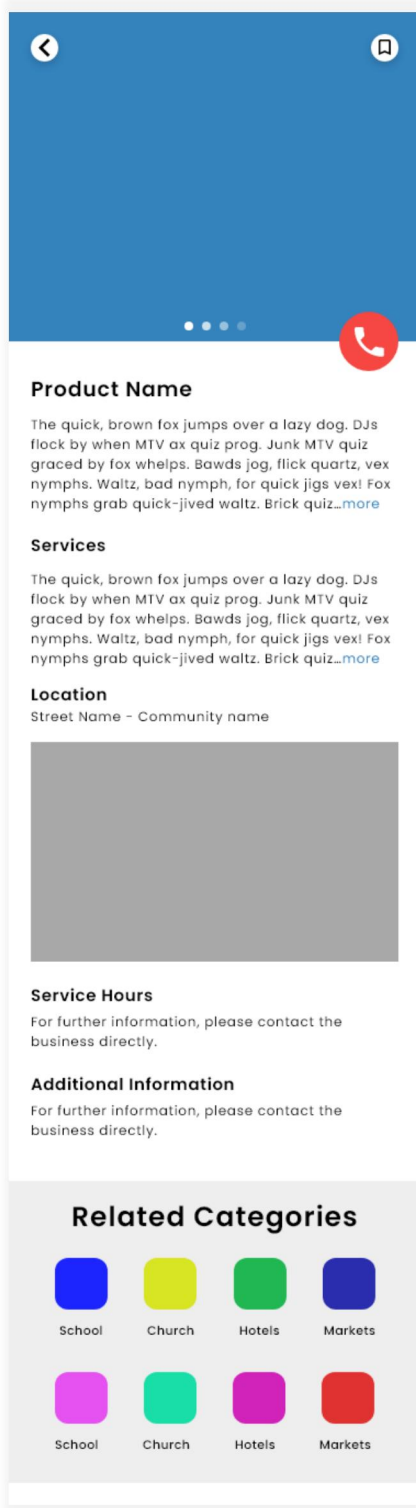 Product Name
The quick, brown fox jumps over a lazy dog. DJs
flock by when MTV ax quiz prog. Junk MTV quiz
graced by fox whelps. Bawds jog, flick quartz, vex
nymphs. Waltz, bad nymph, for quick jigs vex! Fox
nymphs grab quick-jived waltz. Brick quiz…more
Services
The quick, brown fox jumps over a lazy dog. DJs
flock by when MTV ax quiz prog. Junk MTV quiz
graced by fox whelps. Bawds jog, flick quartz, vex
nymphs. Waltz, bad nymph, for quick jigs vex! Fox
nymphs grab quick-jived waltz. Brick quiz…more
Location
Street Name - Community name
Service Hours
For further information, please contact the
business directly.
Additional Information
For further information, please contact the
business directly.
Related Categories
School Church Hotels Markets
School Church Hotels Markets